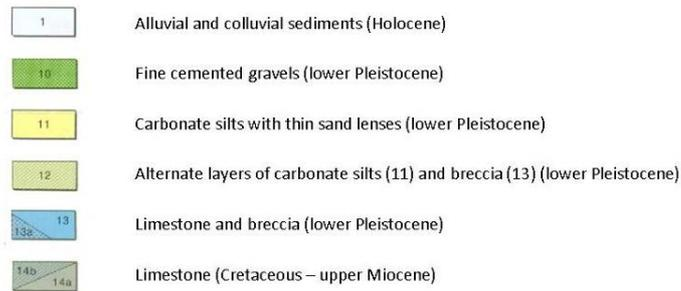 1 Alluvial and colluvial sediments (Holocene)
10 Fine cemented gravels (lower Pleistocene)
11 Carbonate silts with thin sand lenses (lower Pleistocene)
12 Alternate layers of carbonate silts (11) and breccia (13) (lower Pleistocene)
13a 13 Limestone and breccia (lower Pleistocene)
14b 14a Limestone (Cretaceous – upper Miocene)